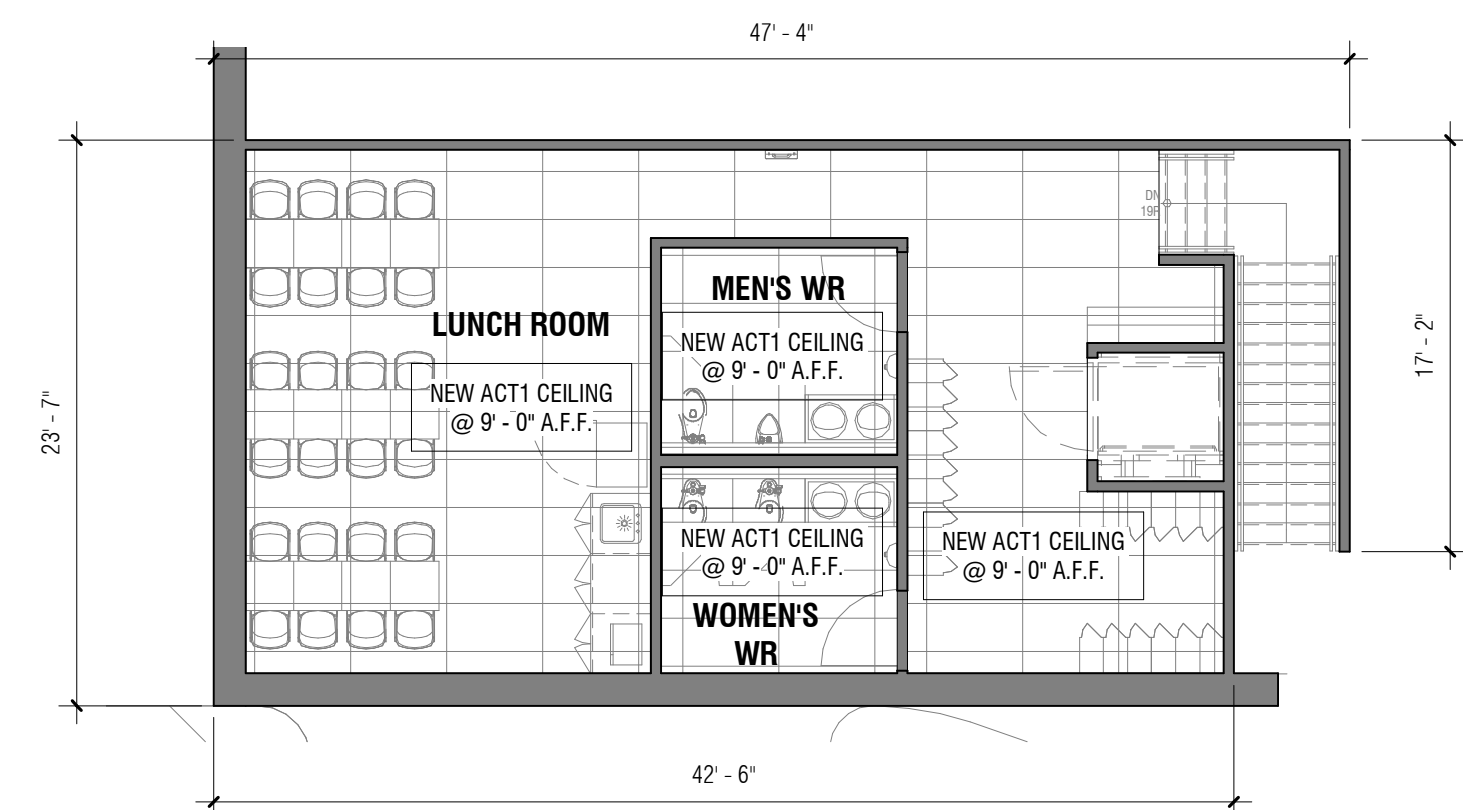 47' - 4"
DN
19R
MEN'S WR
LUNCH ROOM
NEW ACT1 CEILING
@ 9' - 0" A.F.F.
NEW ACT1 CEILING
@ 9' - 0" A.F.F.
17' - 2"
23' - 7"
NEW ACT1 CEILING
@ 9' - 0" A.F.F.
NEW ACT1 CEILING
@ 9' - 0" A.F.F.
WOMEN'S
WR
42' - 6"